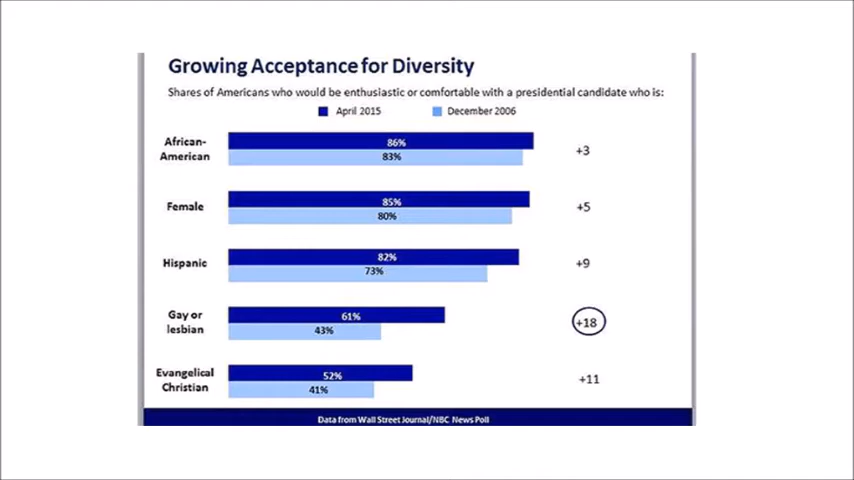 Growing Acceptance for Diversity
Shares of Americans who would be enthusiastic or comfortable with a presidential candidate who is:
April 2015 December 2006
African-
American
86%
83%
+3
Female
85%
80%
+5
Hispanic
82%
73%
+9
Gay or
lesbian
61%
43%
+18
Evangelical
Christian
52%
41%
+11
Data from Wall Street Journal/NBC News Poll